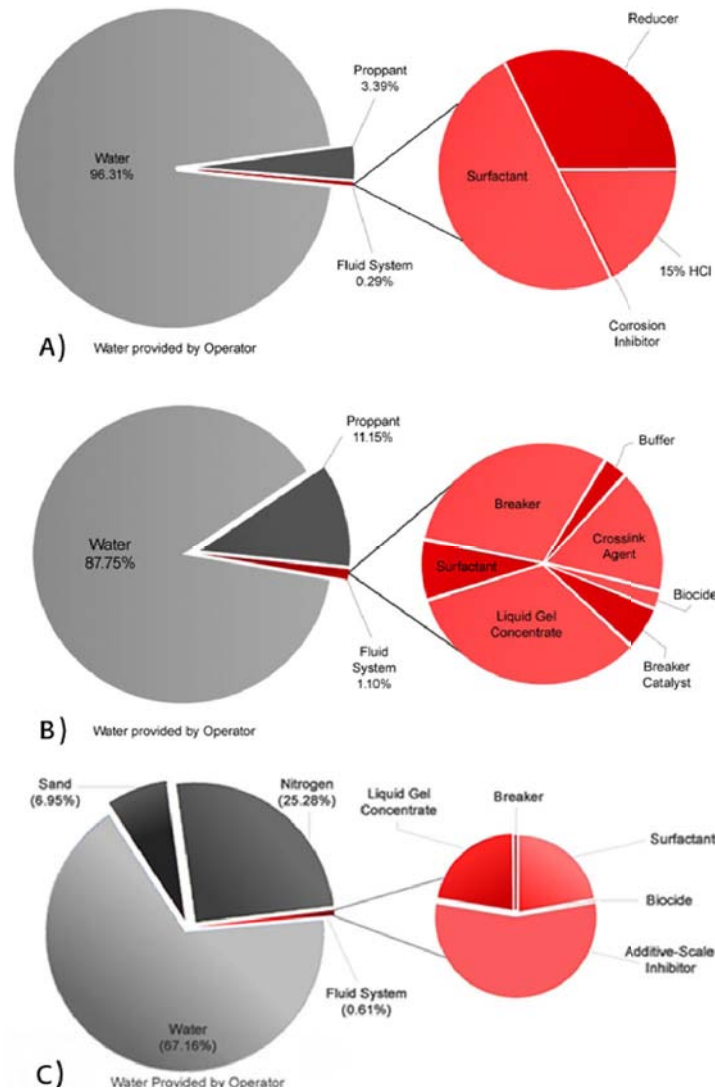 Reducer
Proppant
3.39%
Water
96.31%
Surfactant
Fluid System
0.29%
15% HCl
Corrosion
Inhibitor
A)
Water provided by Operator
Proppant
11.15%
Buffer
Breaker
Crosslink
Agent
Water
87.75%
Surfactant
Biocide
Liquid Gel
Concentrate
Fluid
System
1.10%
Breaker
Catalyst
B)
Water provided by Operator
Sand
(6.95%)
Nitrogen
(25.28%)
Liquid Gel
Concentrate
Breaker
Surfactant
Biocide
Additive-Scale
Inhibitor
Fluid System
(0.61%)
Water
(67.16%)
C)
Water Provided by Operator